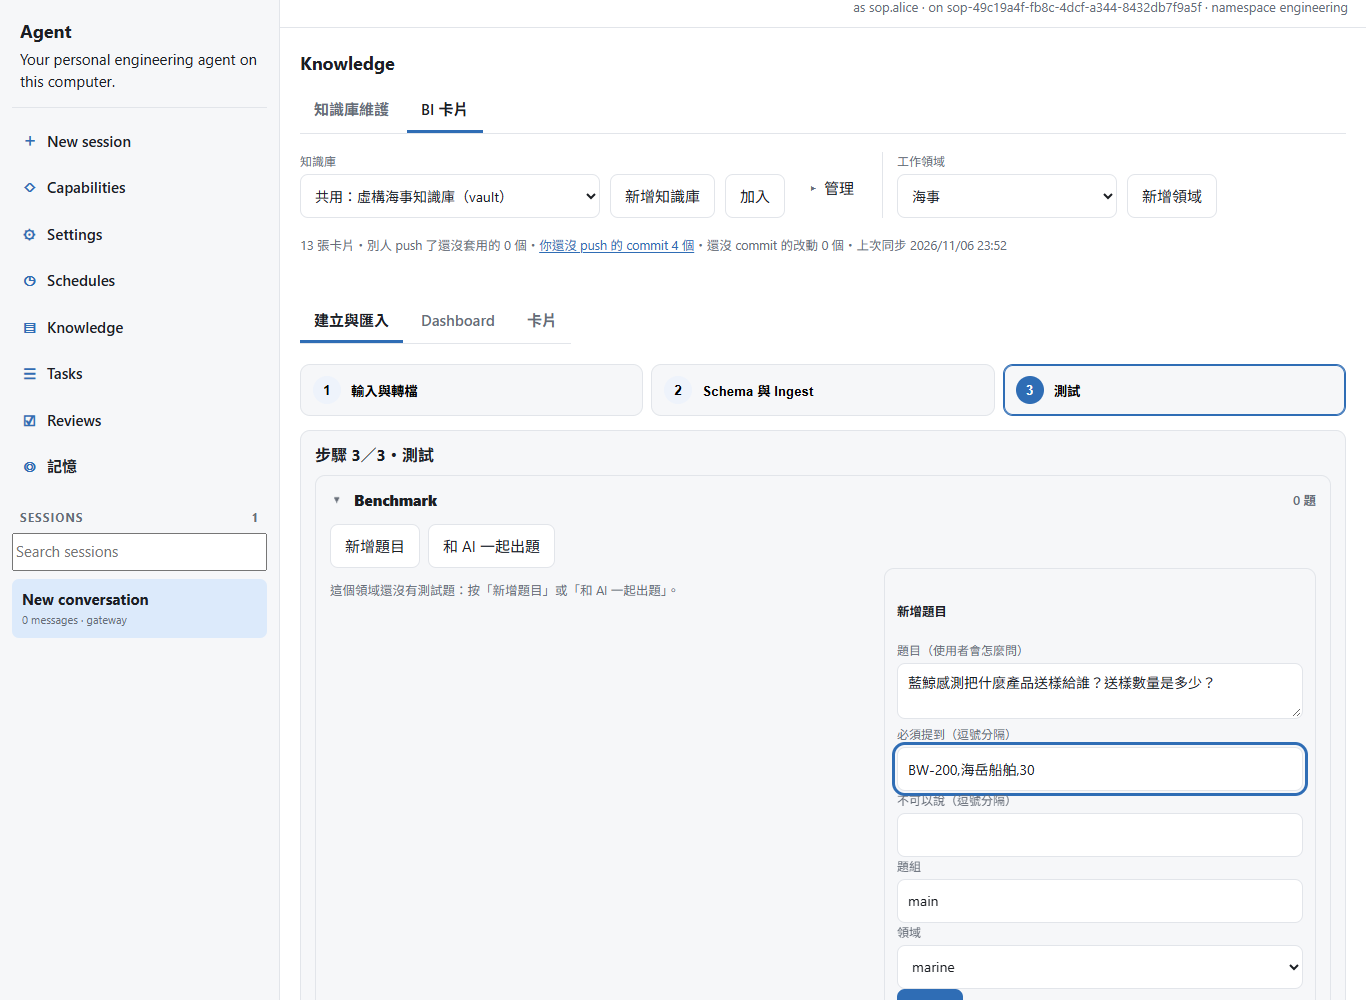 as sop.alice · on sop-49c19a4f-fb8c-4dcf-a344-8432db7f9a5f · namespace engineering
Agent
Your personal engineering agent on
this computer.
+ New session
Capabilities
Settings
Schedules
Knowledge
Tasks
Reviews
記憶
SESSIONS 1
Search sessions
New conversation
0 messages · gateway
Knowledge
知識庫維護 BI 卡片
知識庫
共用：虛構海事知識庫（vault） 新增知識庫 加入 ▸ 管理
工作領域
海事 新增領域
13 張卡片・別人 push 了還沒套用的 0 個・你還沒 push 的 commit 4 個・還沒 commit 的改動 0 個・上次同步 2026/11/06 23:52
建立與匯入 Dashboard 卡片
1 輸入與轉檔
2 Schema 與 Ingest
3 測試
步驟 3／3・測試
▾ Benchmark 0 題
新增題目 和 AI 一起出題
這個領域還沒有測試題：按「新增題目」或「和 AI 一起出題」。
新增題目
題目（使用者會怎麼問）
藍鯨感測把什麼產品送樣給誰？送樣數量是多少？
必須提到（逗號分隔）
BW-200,海岳船舶,30
不可以說（逗號分隔）
題組
main
領域
marine